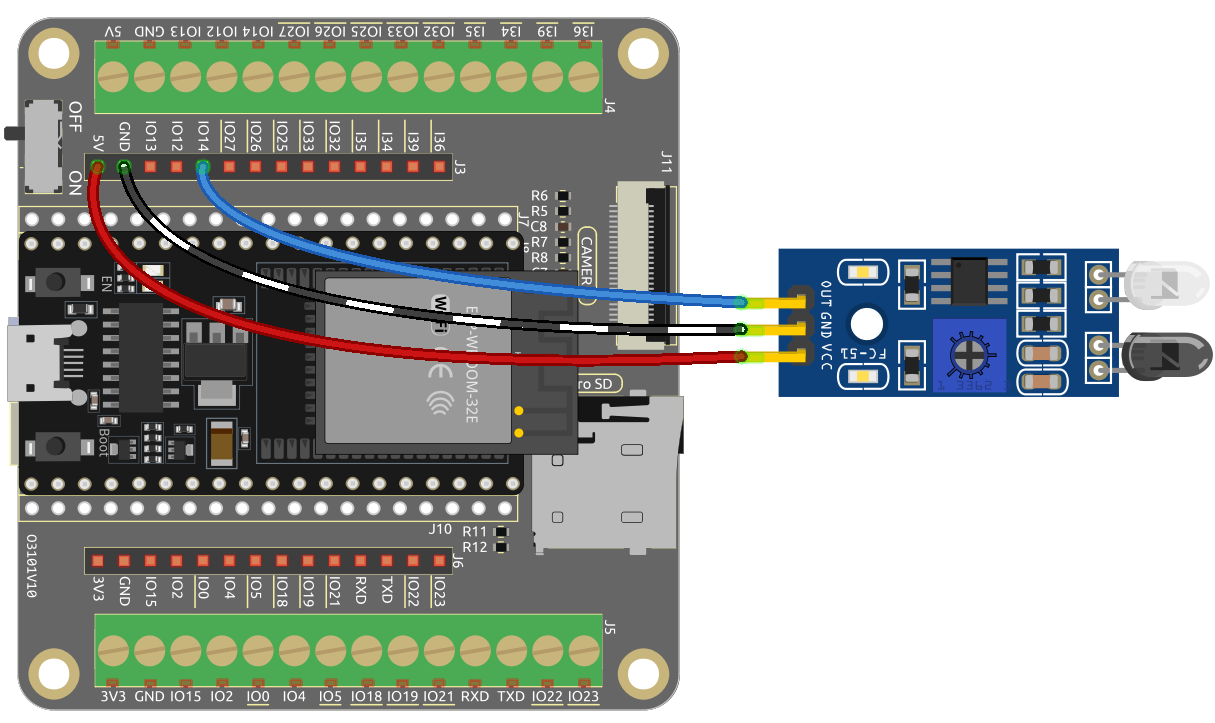 5V GND IO13 IO12 IO14 IO27 IO26 IO25 IO33 IO32 I35 I34 I39 I36
J4
OFF
ON
5V GND IO13 IO12 IO14 IO27 IO26 IO25 IO33 IO32 I35 I34 I39 I36
J3
J11
R6
R5
C8
R7
R8
J7
CAMER
EN
WiFi
DOM-32E
CE
ro SD
Boot
OUT
GND
VCC
FC-51
J10
R11
R12
J6
O3101V10
3V3 GND IO15 IO2 IO0 IO4 IO5 IO18 IO19 IO21 RXD TXD IO22 IO23
J5
3V3 GND IO15 IO2 IO0 IO4 IO5 IO18 IO19 IO21 RXD TXD IO22 IO23